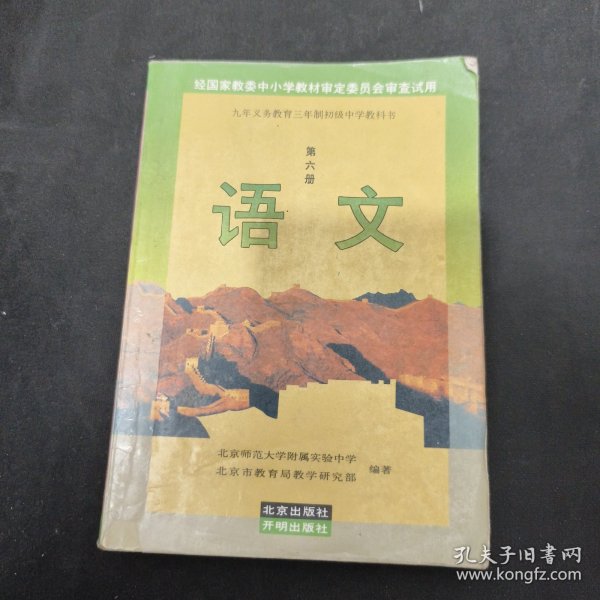 经国家教委中小学教材审定委员会审查试用
九年义务教育三年制初级中学教科书
第六册
语文
北京师范大学附属实验中学
北京市教育局教学研究部
编著
北京出版社
开明出版社
孔夫子旧书网
www.kongfz.com